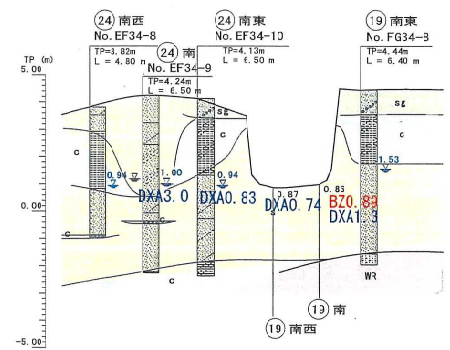 24 南西
No. EF34-8
TP=3.82m
L = 4.80 m
24 南
No. EF34-9
TP=4.24m
L = 6.50 m
24 南東
No. EF34-10
TP=4.13m
L = 6.50 m
19 南東
No. FG34-8
TP=4.44m
L = 6.40 m
TP (m)
5.00
0.00
-5.00
sg
sg
c
c
c
0.94
1.00
0.94
1.53
0.87
0.85
DXA3.0
DXA0.83
DXA0.74
BZ0.89
DXA1.3
s
c
c
WR
19 南西
19 南